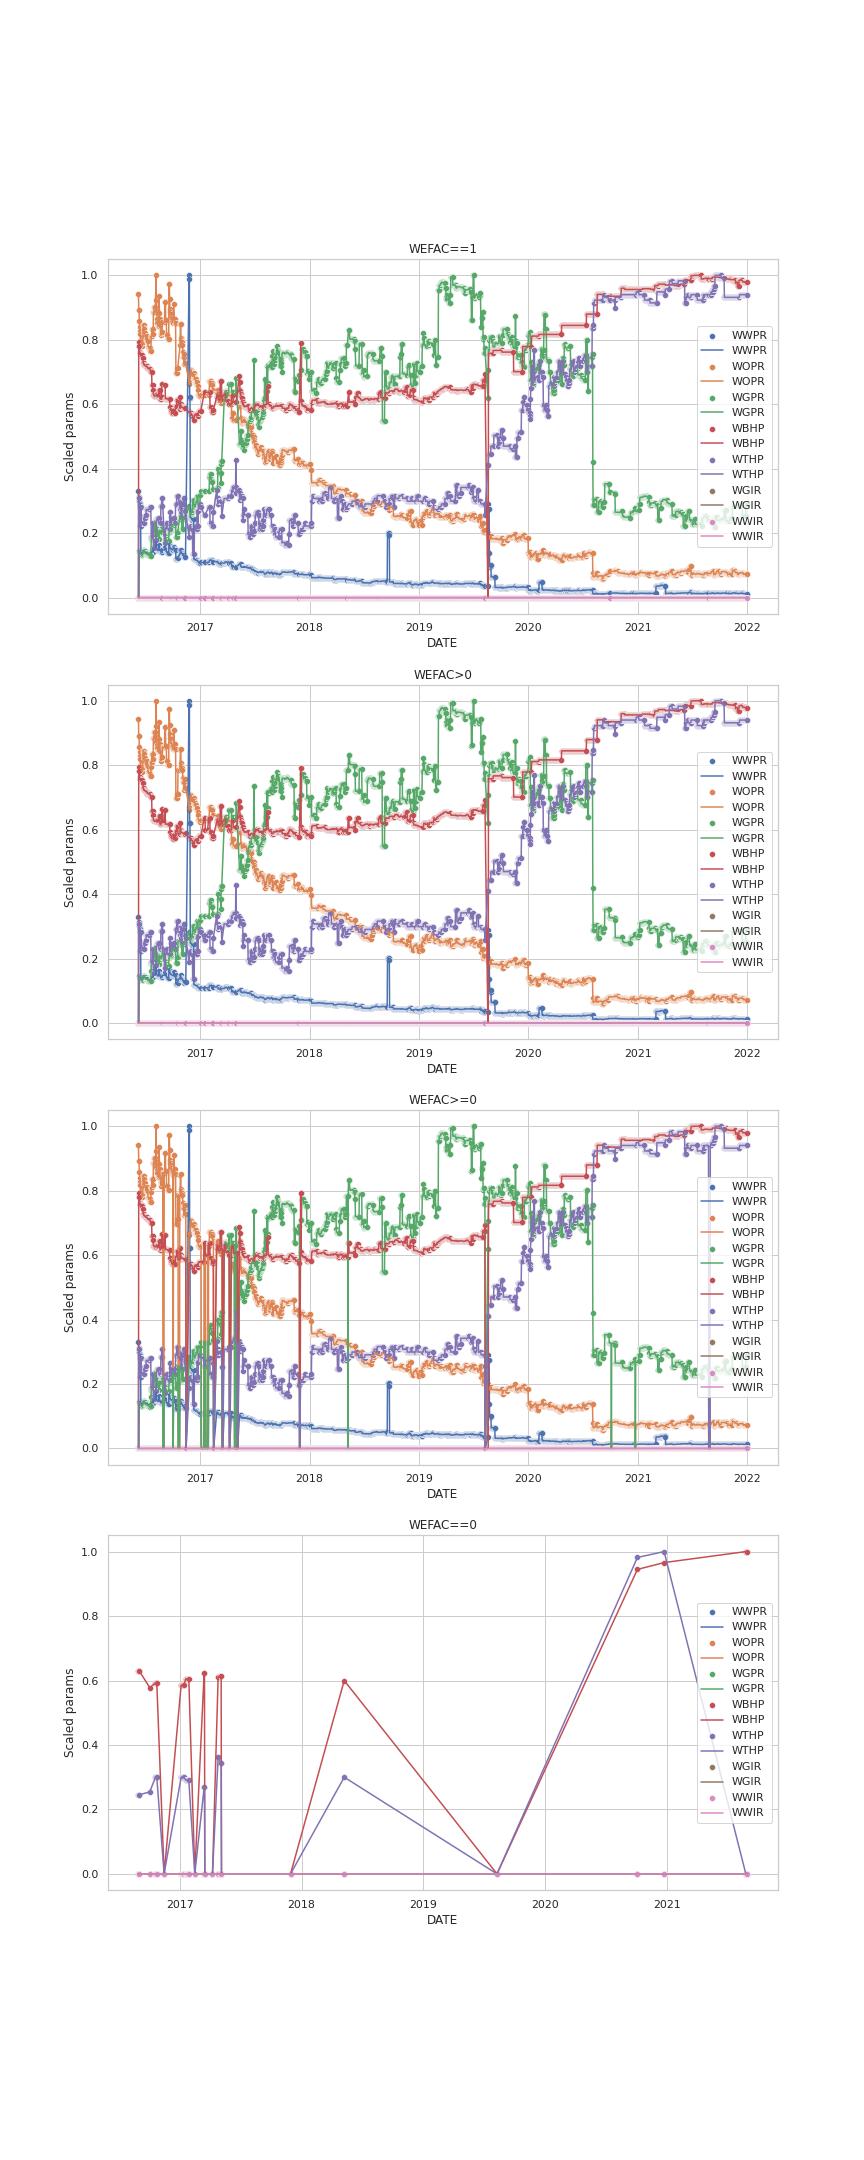 WEFAC==1
1.0
0.8
0.6
0.4
0.2
0.0
Scaled params
2017 2018 2019 2020 2021 2022
DATE
WWPR
WWPR
WOPR
WOPR
WGPR
WGPR
WBHP
WBHP
WTHP
WTHP
WGIR
WGIR
WWIR
WWIR
WEFAC>0
1.0
0.8
0.6
0.4
0.2
0.0
Scaled params
2017 2018 2019 2020 2021 2022
DATE
WWPR
WWPR
WOPR
WOPR
WGPR
WGPR
WBHP
WBHP
WTHP
WTHP
WGIR
WGIR
WWIR
WWIR
WEFAC>=0
1.0
0.8
0.6
0.4
0.2
0.0
Scaled params
2017 2018 2019 2020 2021 2022
DATE
WWPR
WWPR
WOPR
WOPR
WGPR
WGPR
WBHP
WBHP
WTHP
WTHP
WGIR
WGIR
WWIR
WWIR
WEFAC==0
1.0
0.8
0.6
0.4
0.2
0.0
Scaled params
2017 2018 2019 2020 2021
DATE
WWPR
WWPR
WOPR
WOPR
WGPR
WGPR
WBHP
WBHP
WTHP
WTHP
WGIR
WGIR
WWIR
WWIR